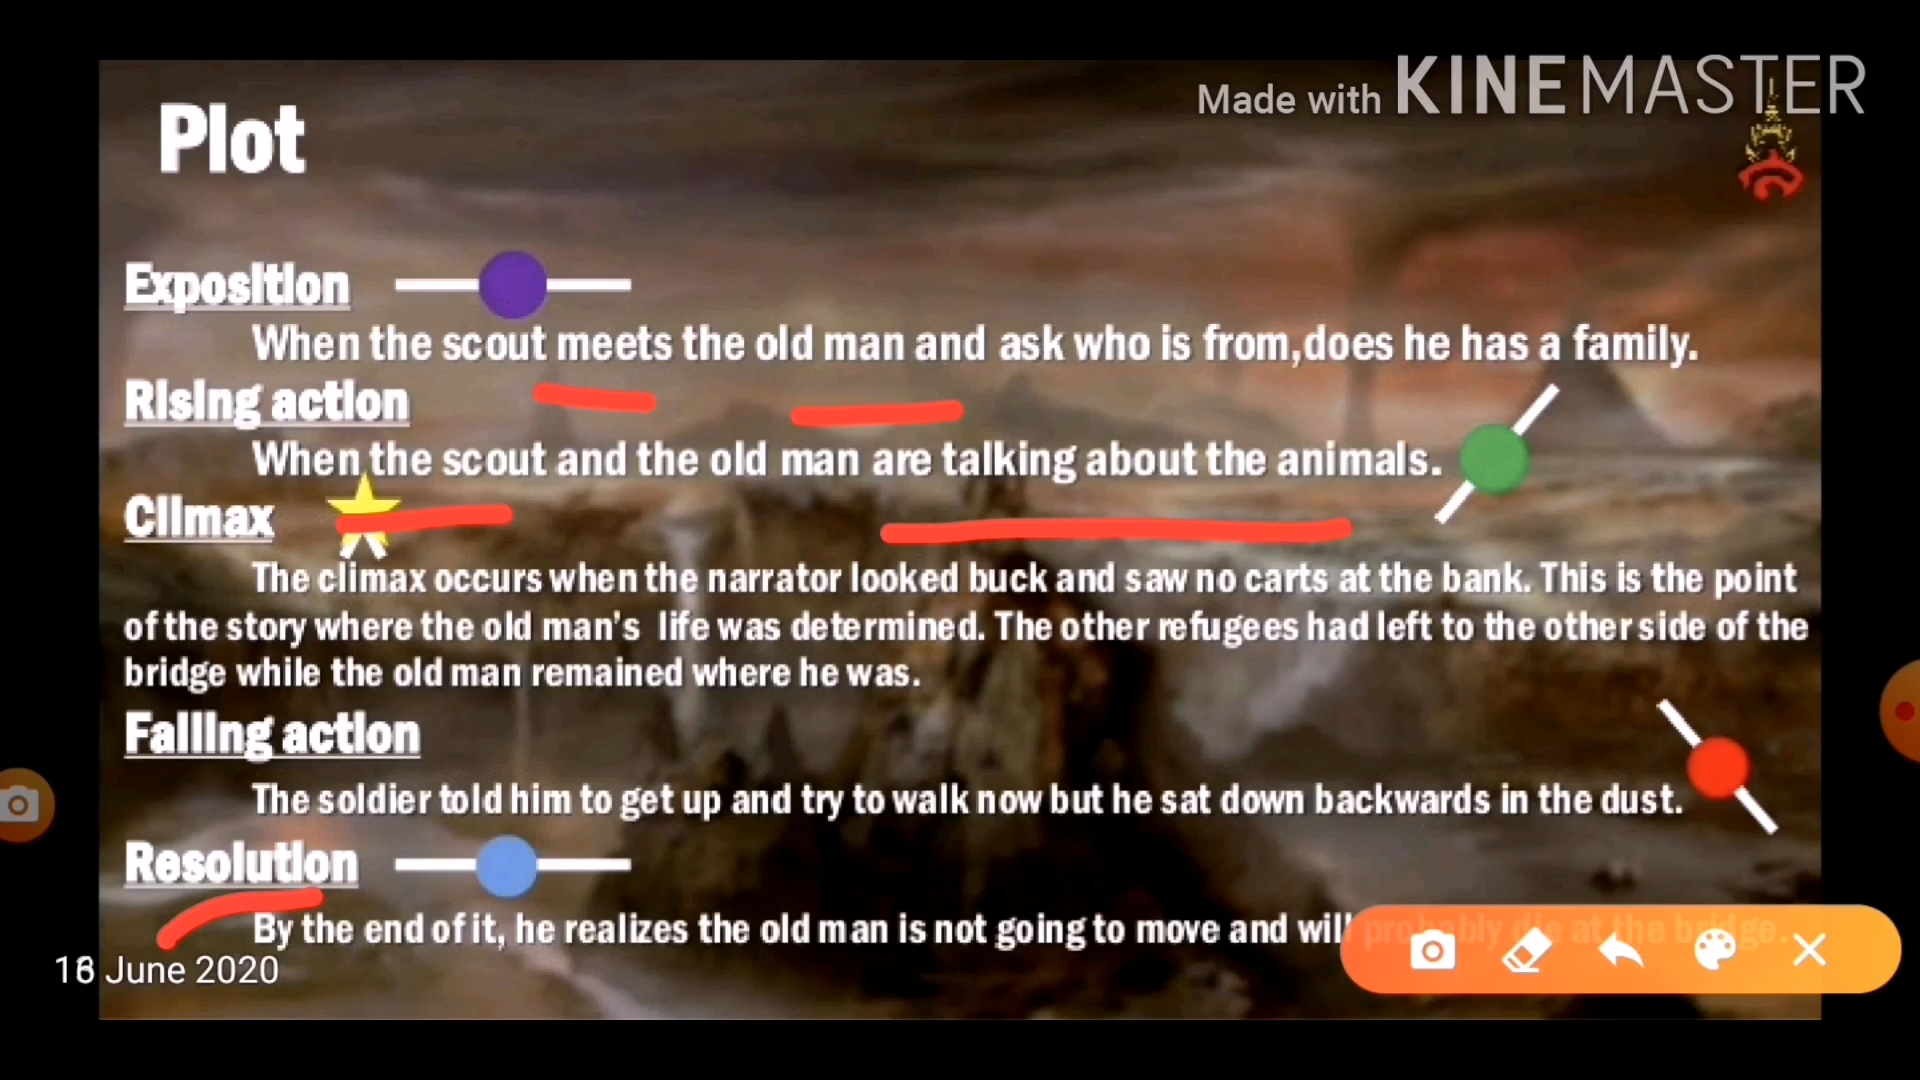 Made with KINEMASTER
Plot
Exposition
When the scout meets the old man and ask who is from,does he has a family.
Rising action
When the scout and the old man are talking about the animals.
Climax
The climax occurs when the narrator looked buck and saw no carts at the bank. This is the point
of the story where the old man's life was determined. The other refugees had left to the other side of the
bridge while the old man remained where he was.
Falling action
The soldier told him to get up and try to walk now but he sat down backwards in the dust.
Resolution
By the end of it, he realizes the old man is not going to move and will probably die at the bridge.
June 2020